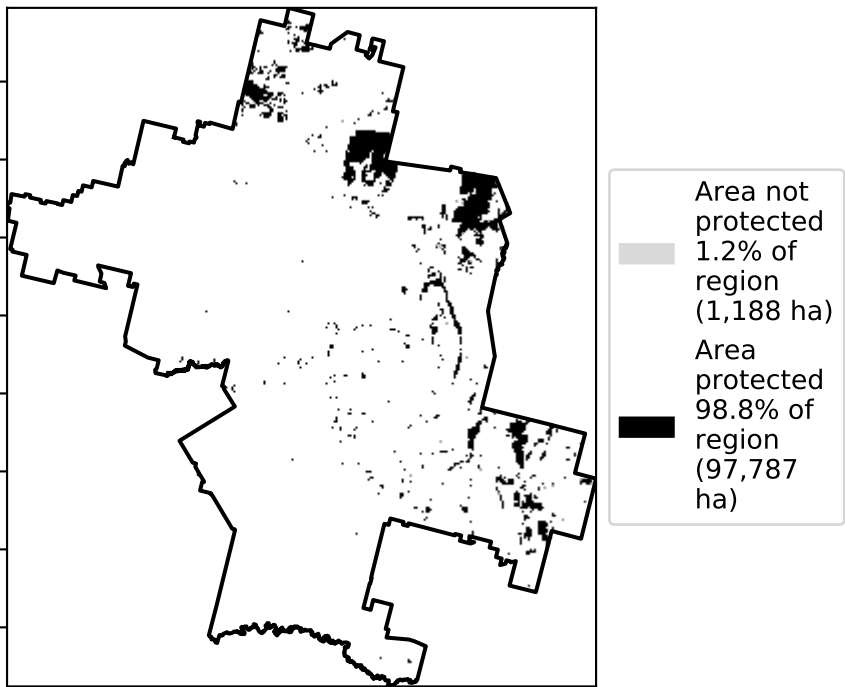 Area not
protected
1.2% of
region
(1,188 ha)
Area
protected
98.8% of
region
(97,787
ha)